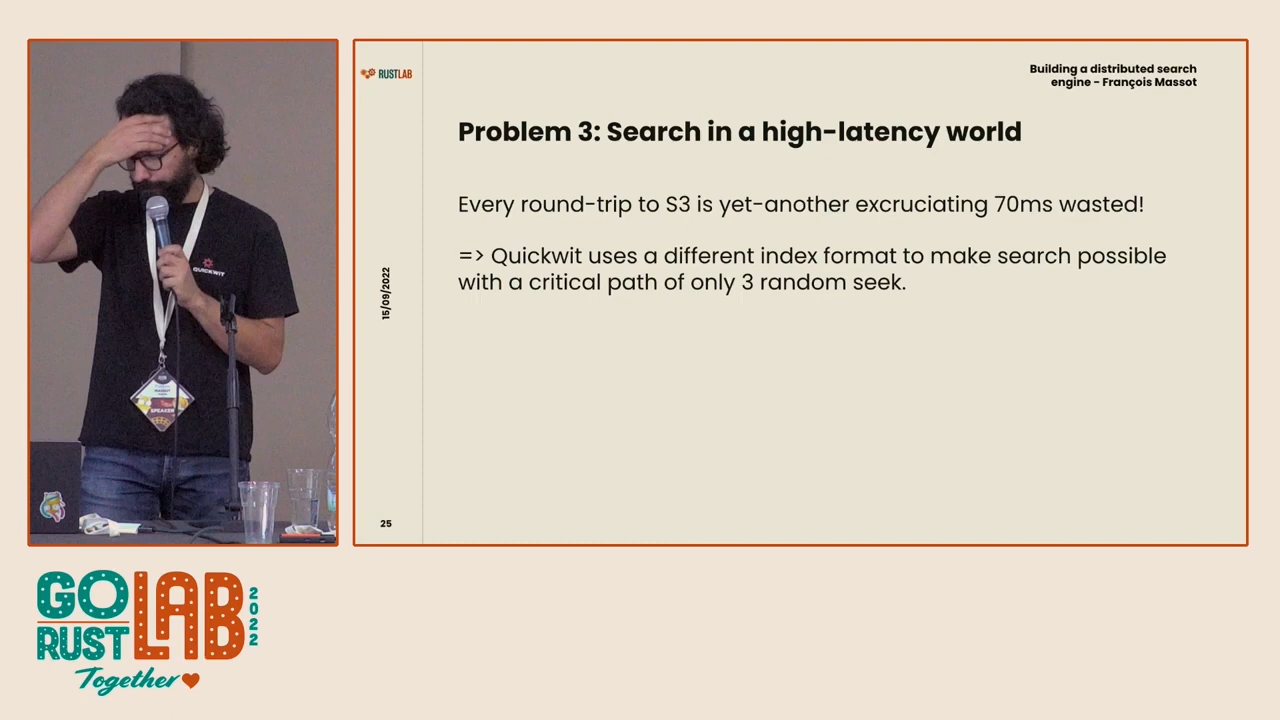 RUSTLAB
Building a distributed search
engine - François Massot
Problem 3: Search in a high-latency world
Every round-trip to S3 is yet-another excruciating 70ms wasted!
=> Quickwit uses a different index format to make search possible
with a critical path of only 3 random seek.
15/09/2022
25
QUICKWIT
SPEAKER
GO LAB
RUST
2022
Together